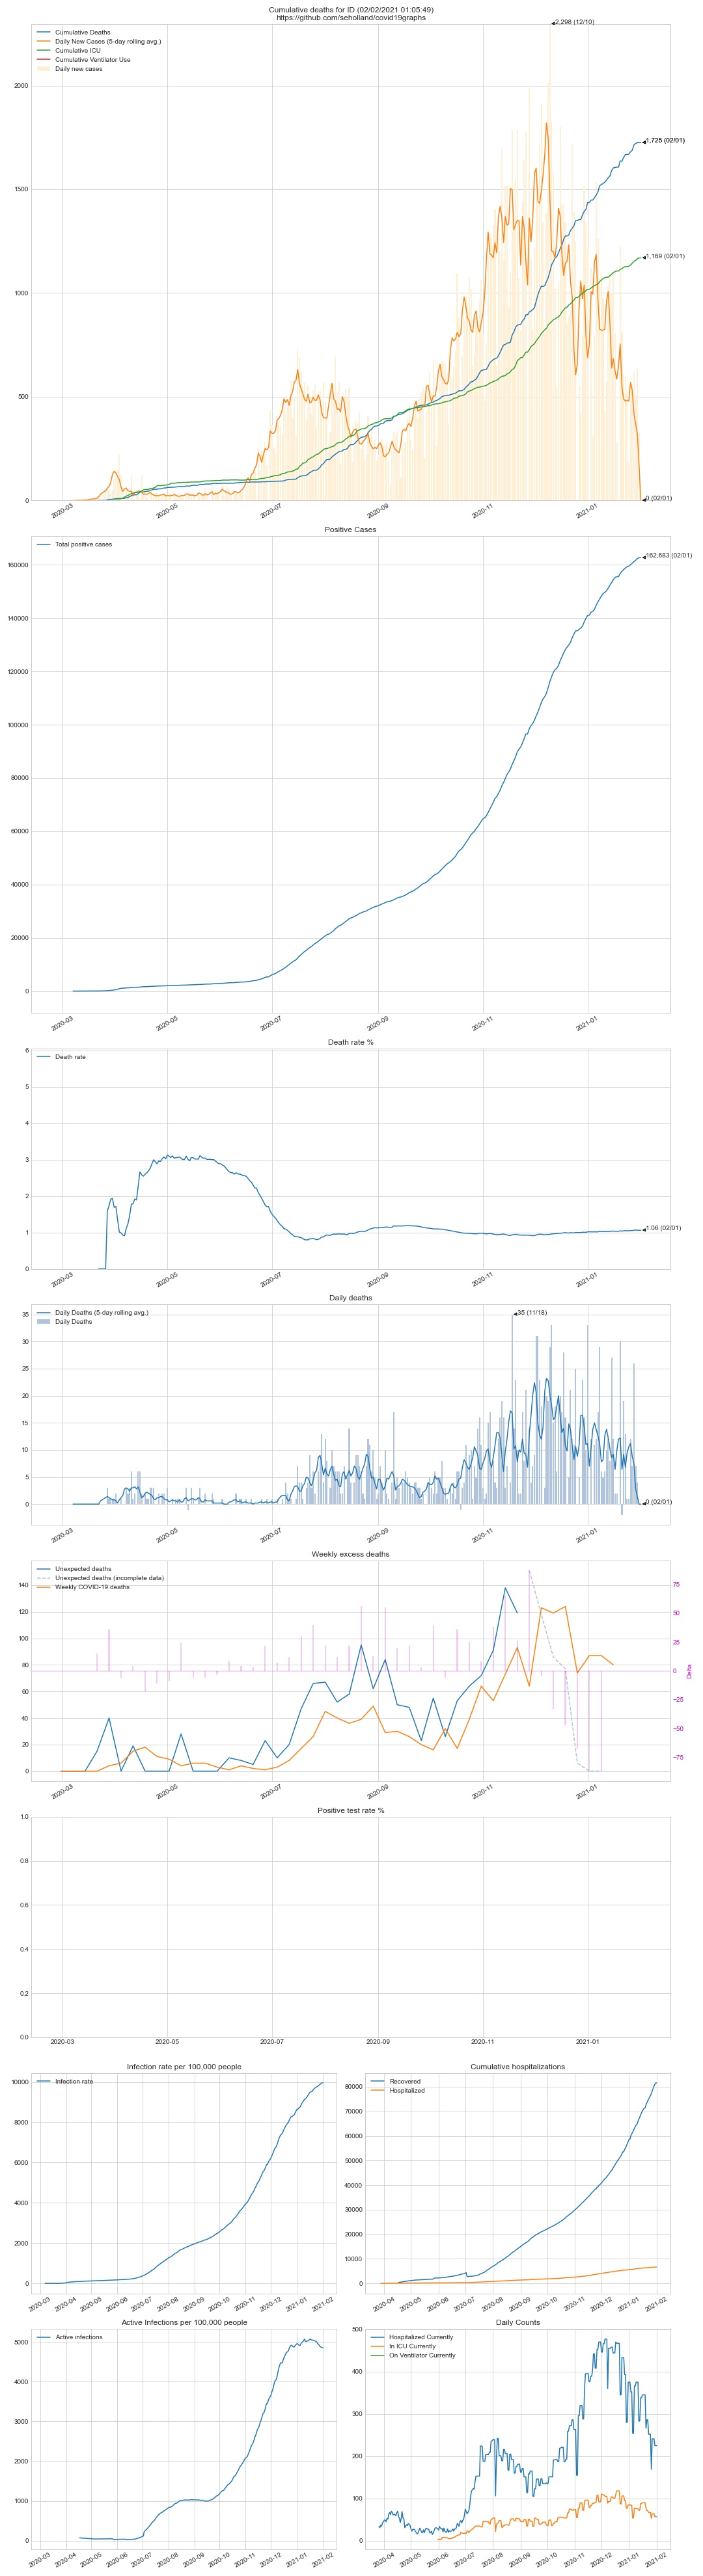 Cumulative deaths for ID (02/02/2021 01:05:49)
https://github.com/seholland/covid19graphs
Cumulative Deaths
Daily New Cases (5-day rolling avg.)
Cumulative ICU
Cumulative Ventilator Use
Daily new cases
2,298 (12/10)
2000
1,725 (02/01)
1500
1,169 (02/01)
1000
500
0
0 (02/01)
2020-03 2020-05 2020-07 2020-09 2020-11 2021-01
Positive Cases
Total positive cases
162,683 (02/01)
160000
140000
120000
100000
80000
60000
40000
20000
0
2020-03 2020-05 2020-07 2020-09 2020-11 2021-01
Death rate %
Death rate
6
5
4
3
2
1
0
1.06 (02/01)
2020-03 2020-05 2020-07 2020-09 2020-11 2021-01
Daily deaths
Daily Deaths (5-day rolling avg.)
Daily Deaths
35 (11/18)
35
30
25
20
15
10
5
0
0 (02/01)
2020-03 2020-05 2020-07 2020-09 2020-11 2021-01
Weekly excess deaths
Unexpected deaths
Unexpected deaths (incomplete data)
Weekly COVID-19 deaths
140
120
100
80
60
40
20
0
75
50
25
0
−25
−50
−75
Delta
2020-03 2020-05 2020-07 2020-09 2020-11 2021-01
Positive test rate %
1.0
0.8
0.6
0.4
0.2
0.0
2020-03 2020-05 2020-07 2020-09 2020-11 2021-01
Infection rate per 100,000 people
Infection rate
10000
8000
6000
4000
2000
0
2020-03 2020-04 2020-05 2020-06 2020-07 2020-08 2020-09 2020-10 2020-11 2020-12 2021-01 2021-02
Cumulative hospitalizations
Recovered
Hospitalized
80000
70000
60000
50000
40000
30000
20000
10000
0
2020-04 2020-05 2020-06 2020-07 2020-08 2020-09 2020-10 2020-11 2020-12 2021-01 2021-02
Active Infections per 100,000 people
Active infections
5000
4000
3000
2000
1000
0
2020-03 2020-04 2020-05 2020-06 2020-07 2020-08 2020-09 2020-10 2020-11 2020-12 2021-01 2021-02
Daily Counts
Hospitalized Currently
In ICU Currently
On Ventilator Currently
500
400
300
200
100
0
2020-04 2020-05 2020-06 2020-07 2020-08 2020-09 2020-10 2020-11 2020-12 2021-01 2021-02